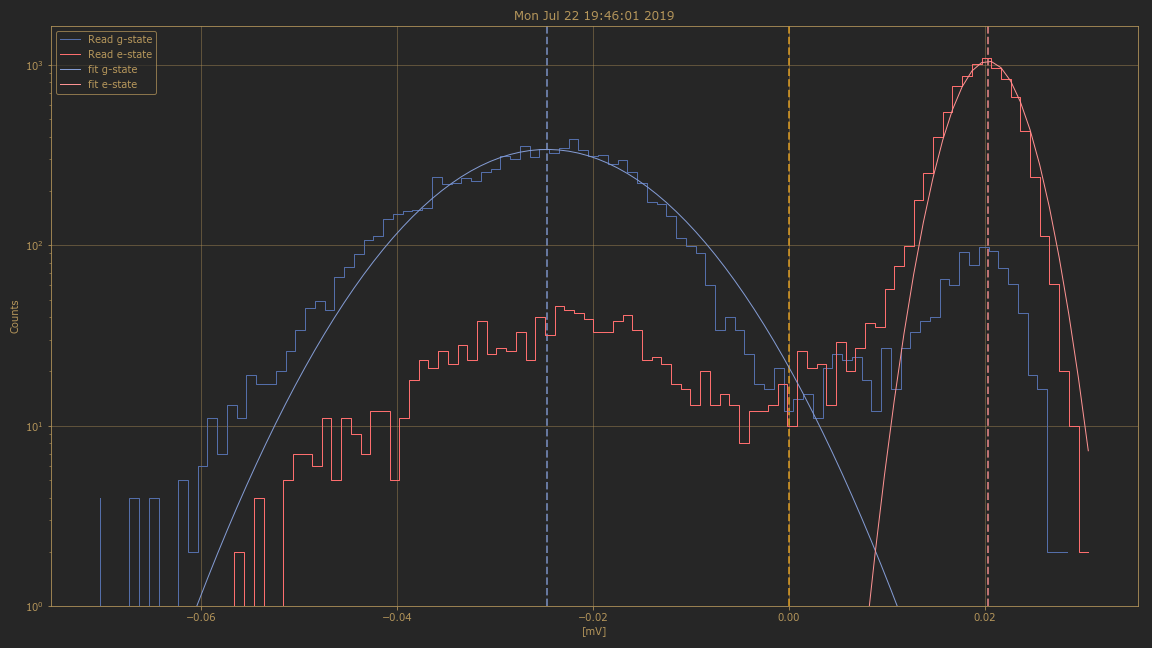 Mon Jul 22 19:46:01 2019
Read g-state
Read e-state
fit g-state
fit e-state
10³
10²
10¹
10⁰
Counts
−0.06 −0.04 −0.02 0.00 0.02
[mV]